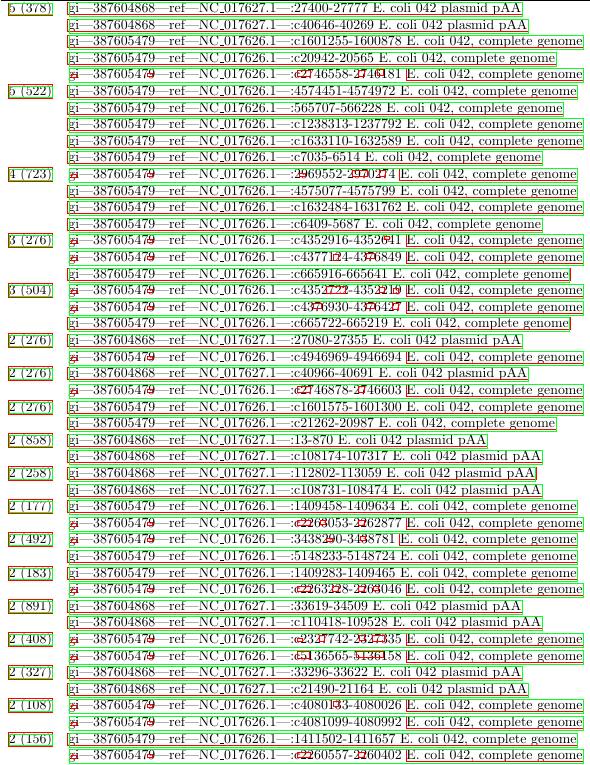 5 (378) gi—387604868—ref—NC_017627.1—:27400-27777 E. coli 042 plasmid pAA
gi—387604868—ref—NC_017627.1—:c40646-40269 E. coli 042 plasmid pAA
gi—387605479—ref—NC_017626.1—:c1601255-1600878 E. coli 042, complete genome
gi—387605479—ref—NC_017626.1—:c20942-20565 E. coli 042, complete genome
gi—387605479—ref—NC_017626.1—:c2746558-2746181 E. coli 042, complete genome
5 (522) gi—387605479—ref—NC_017626.1—:4574451-4574972 E. coli 042, complete genome
gi—387605479—ref—NC_017626.1—:565707-566228 E. coli 042, complete genome
gi—387605479—ref—NC_017626.1—:c1238313-1237792 E. coli 042, complete genome
gi—387605479—ref—NC_017626.1—:c1633110-1632589 E. coli 042, complete genome
gi—387605479—ref—NC_017626.1—:c7035-6514 E. coli 042, complete genome
4 (723) gi—387605479—ref—NC_017626.1—:2969552-2970274 E. coli 042, complete genome
gi—387605479—ref—NC_017626.1—:4575077-4575799 E. coli 042, complete genome
gi—387605479—ref—NC_017626.1—:c1632484-1631762 E. coli 042, complete genome
gi—387605479—ref—NC_017626.1—:c6409-5687 E. coli 042, complete genome
3 (276) gi—387605479—ref—NC_017626.1—:c4352916-4352641 E. coli 042, complete genome
gi—387605479—ref—NC_017626.1—:c4377124-4376849 E. coli 042, complete genome
gi—387605479—ref—NC_017626.1—:c665916-665641 E. coli 042, complete genome
3 (504) gi—387605479—ref—NC_017626.1—:c4352722-4352219 E. coli 042, complete genome
gi—387605479—ref—NC_017626.1—:c4376930-4376427 E. coli 042, complete genome
gi—387605479—ref—NC_017626.1—:c665722-665219 E. coli 042, complete genome
2 (276) gi—387604868—ref—NC_017627.1—:27080-27355 E. coli 042 plasmid pAA
gi—387605479—ref—NC_017626.1—:c4946969-4946694 E. coli 042, complete genome
2 (276) gi—387604868—ref—NC_017627.1—:c40966-40691 E. coli 042 plasmid pAA
gi—387605479—ref—NC_017626.1—:c2746878-2746603 E. coli 042, complete genome
2 (276) gi—387605479—ref—NC_017626.1—:c1601575-1601300 E. coli 042, complete genome
gi—387605479—ref—NC_017626.1—:c21262-20987 E. coli 042, complete genome
2 (858) gi—387604868—ref—NC_017627.1—:13-870 E. coli 042 plasmid pAA
gi—387604868—ref—NC_017627.1—:c108174-107317 E. coli 042 plasmid pAA
2 (258) gi—387604868—ref—NC_017627.1—:112802-113059 E. coli 042 plasmid pAA
gi—387604868—ref—NC_017627.1—:c108731-108474 E. coli 042 plasmid pAA
2 (177) gi—387605479—ref—NC_017626.1—:1409458-1409634 E. coli 042, complete genome
gi—387605479—ref—NC_017626.1—:c2263053-2262877 E. coli 042, complete genome
2 (492) gi—387605479—ref—NC_017626.1—:3438290-3438781 E. coli 042, complete genome
gi—387605479—ref—NC_017626.1—:5148233-5148724 E. coli 042, complete genome
2 (183) gi—387605479—ref—NC_017626.1—:1409283-1409465 E. coli 042, complete genome
gi—387605479—ref—NC_017626.1—:c2263228-2263046 E. coli 042, complete genome
2 (891) gi—387604868—ref—NC_017627.1—:33619-34509 E. coli 042 plasmid pAA
gi—387604868—ref—NC_017627.1—:c110418-109528 E. coli 042 plasmid pAA
2 (408) gi—387605479—ref—NC_017626.1—:c2327742-2327335 E. coli 042, complete genome
gi—387605479—ref—NC_017626.1—:c5136565-5136158 E. coli 042, complete genome
2 (327) gi—387604868—ref—NC_017627.1—:33296-33622 E. coli 042 plasmid pAA
gi—387604868—ref—NC_017627.1—:c21490-21164 E. coli 042 plasmid pAA
2 (108) gi—387605479—ref—NC_017626.1—:c4080133-4080026 E. coli 042, complete genome
gi—387605479—ref—NC_017626.1—:c4081099-4080992 E. coli 042, complete genome
2 (156) gi—387605479—ref—NC_017626.1—:1411502-1411657 E. coli 042, complete genome
gi—387605479—ref—NC_017626.1—:c2260557-2260402 E. coli 042, complete genome